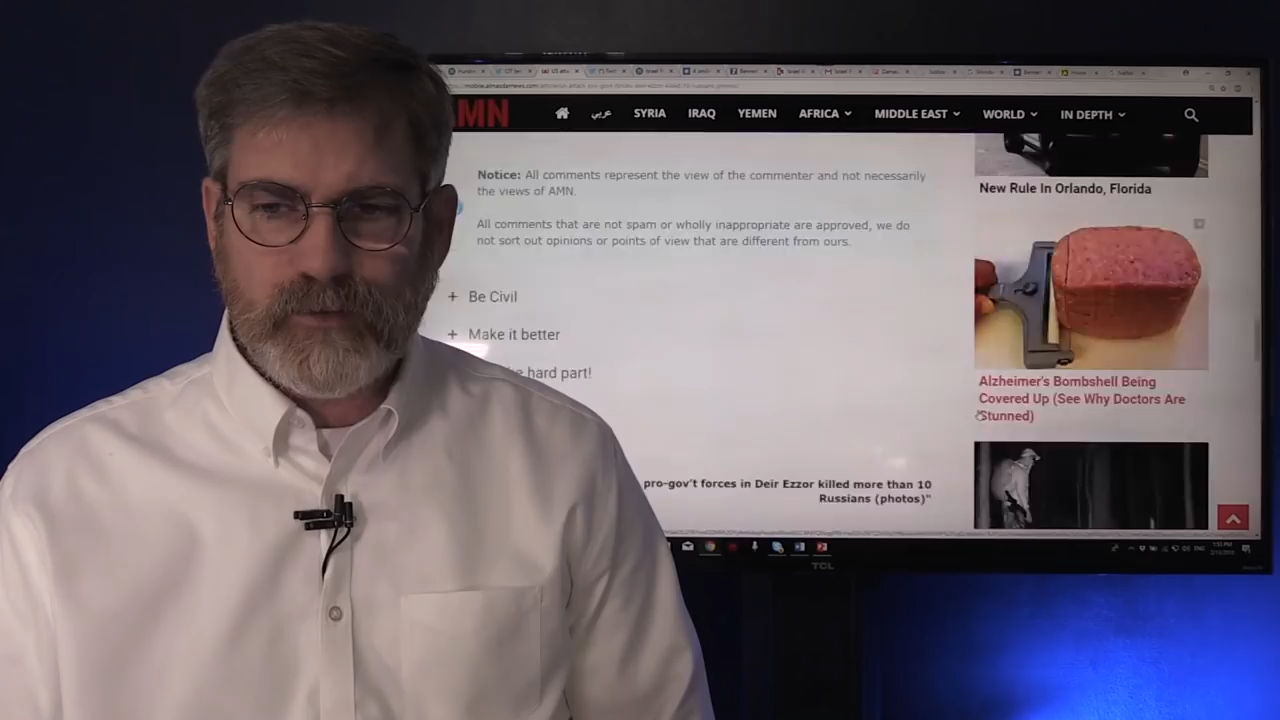 AMN
عربي
SYRIA
IRAQ
YEMEN
AFRICA
MIDDLE EAST
WORLD
IN DEPTH
Notice: All comments represent the view of the commenter and not necessarily
the views of AMN.
All comments that are not spam or wholly inappropriate are approved, we do
not sort out opinions or points of view that are different from ours.
+ Be Civil
+ Make it better
hard part!
pro-gov't forces in Deir Ezzor killed more than 10
Russians (photos)"
New Rule In Orlando, Florida
Alzheimer's Bombshell Being
Covered Up (See Why Doctors Are
Stunned)
ENG
TCL